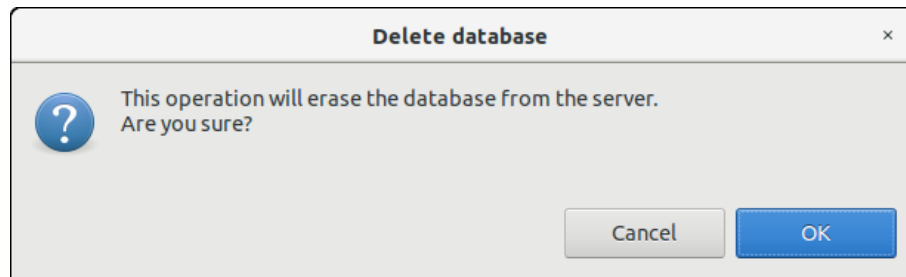 Delete database
This operation will erase the database from the server.
Are you sure?
Cancel OK